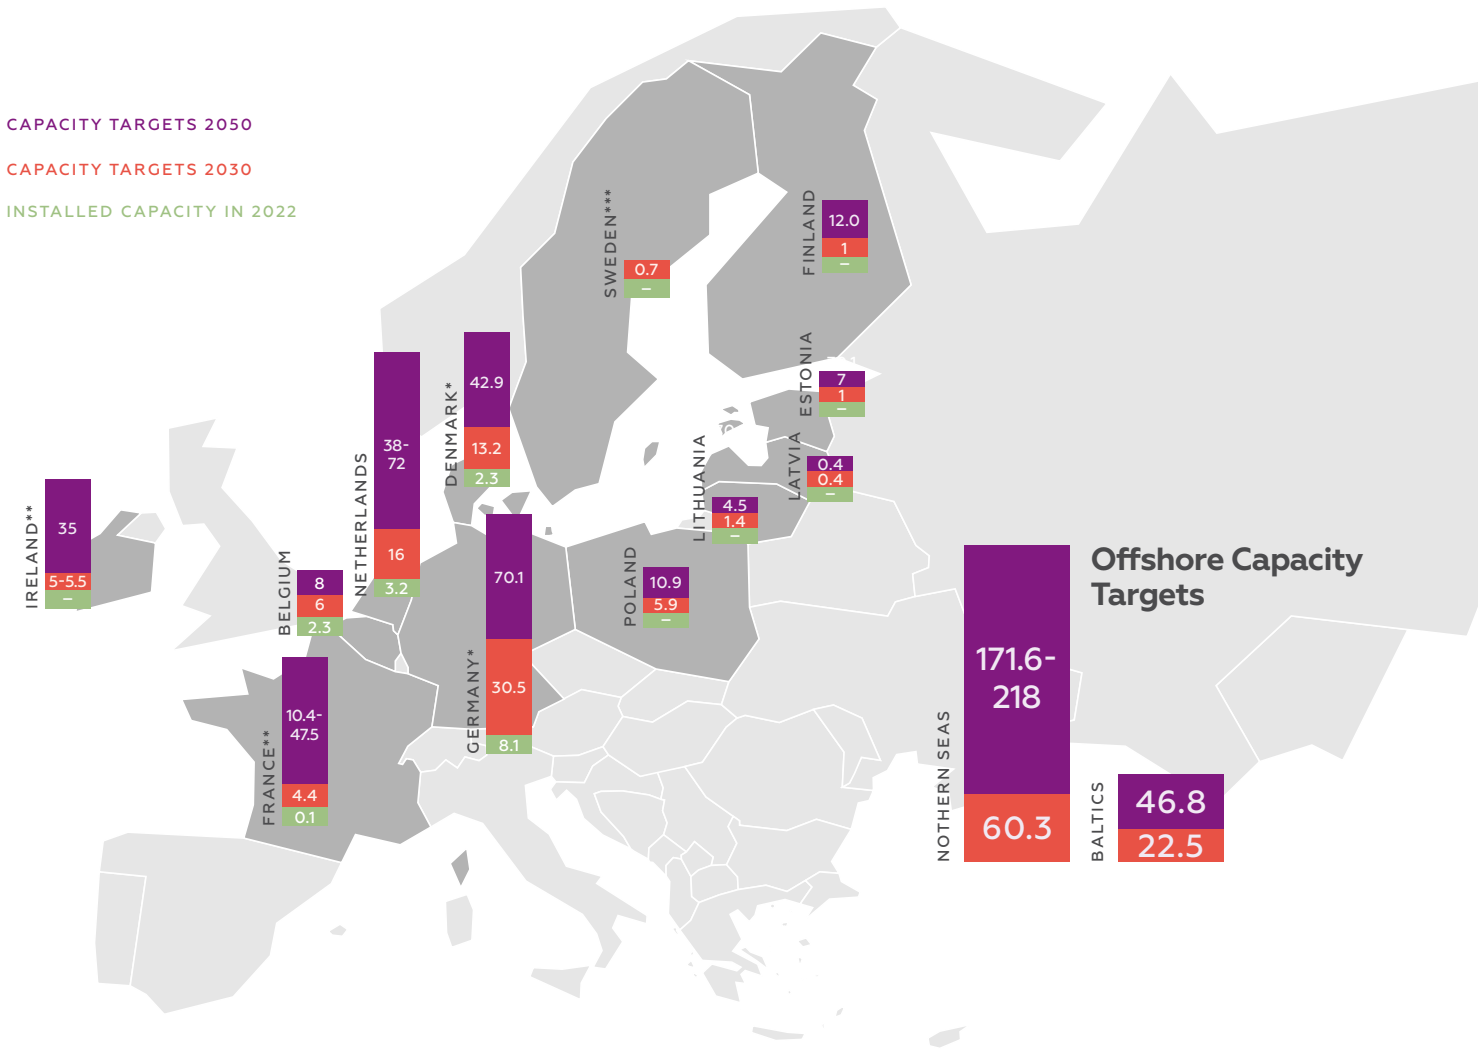 CAPACITY TARGETS 2050
CAPACITY TARGETS 2030
INSTALLED CAPACITY IN 2022
SWEDEN***
0.7
–
FINLAND
12.0
1
–
ESTONIA
7
1
–
LATVIA
0.4
0.4
–
LITHUANIA
4.5
1.4
–
DENMARK*
42.9
13.2
2.3
NETHERLANDS
38-
72
16
3.2
IRELAND**
35
5-5.5
–
BELGIUM
8
6
2.3
GERMANY*
70.1
30.5
8.1
POLAND
10.9
5.9
–
FRANCE**
10.4-
47.5
4.4
0.1
Offshore Capacity
Targets
NOTHERN SEAS
171.6-
218
60.3
BALTICS
46.8
22.5